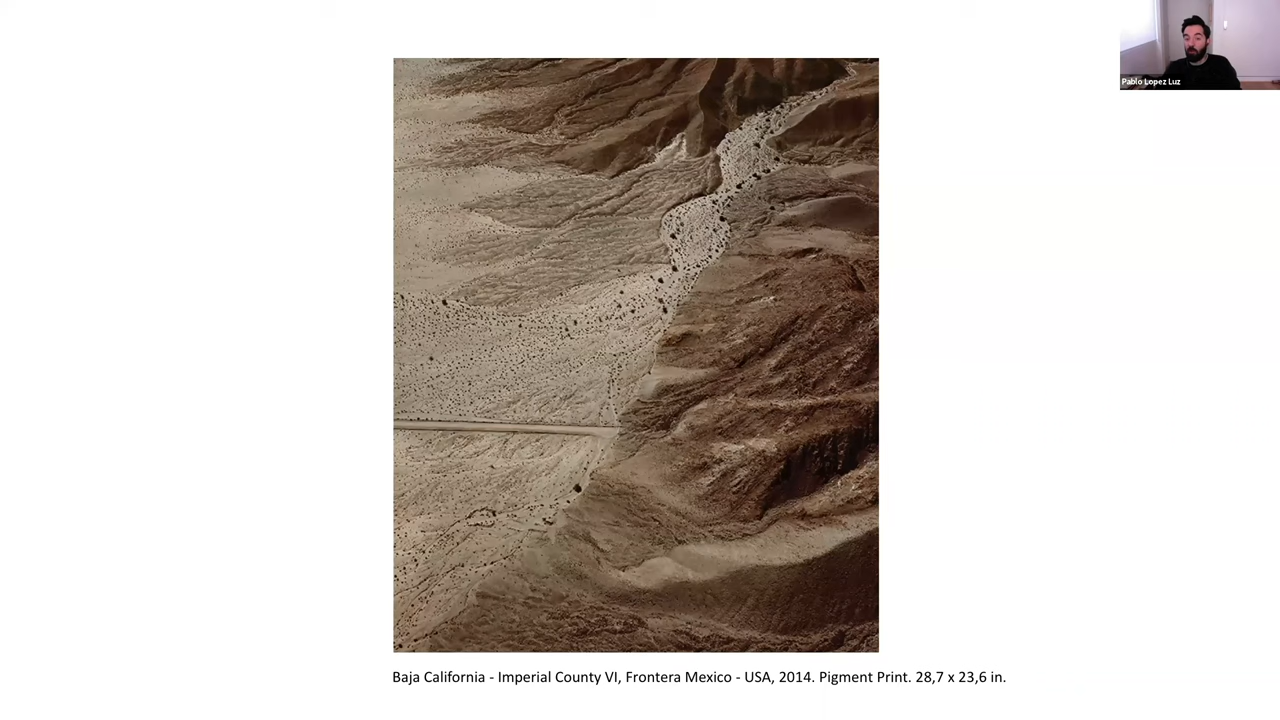 Pablo Lopez Luz
Baja California - Imperial County VI, Frontera Mexico - USA, 2014. Pigment Print. 28,7 x 23,6 in.